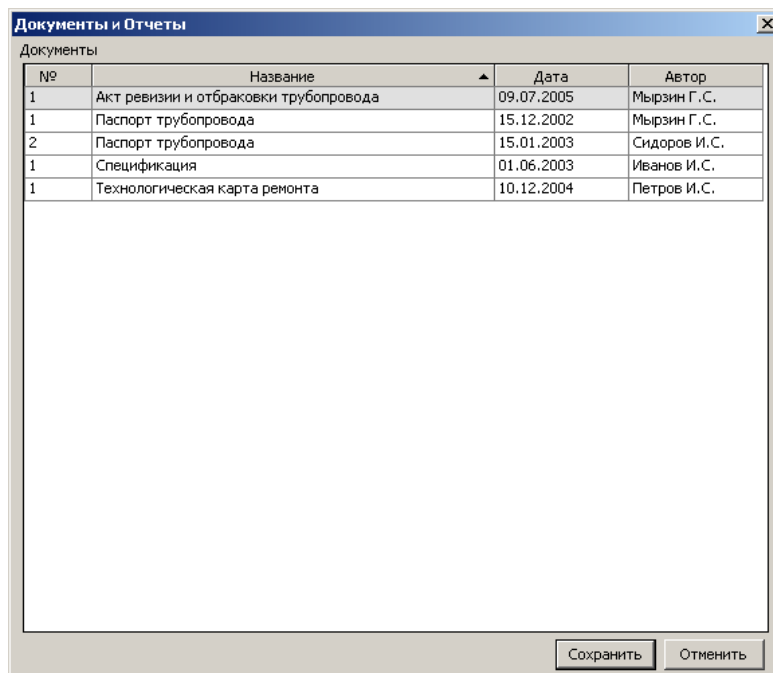 Документы и Отчеты
Документы
№ Название Дата Автор
1 Акт ревизии и отбраковки трубопровода 09.07.2005 Мырзин Г.С.
1 Паспорт трубопровода 15.12.2002 Мырзин Г.С.
2 Паспорт трубопровода 15.01.2003 Сидоров И.С.
1 Спецификация 01.06.2003 Иванов И.С.
1 Технологическая карта ремонта 10.12.2004 Петров И.С.
Сохранить Отменить